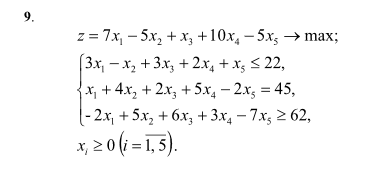 9.
z = 7x₁ − 5x₂ + x₃ + 10x₄ − 5x₅ → max;
{ 3x₁ − x₂ + 3x₃ + 2x₄ + x₅ ≤ 22,
x₁ + 4x₂ + 2x₃ + 5x₄ − 2x₅ = 45,
- 2x₁ + 5x₂ + 6x₃ + 3x₄ − 7x₅ ≥ 62,
xᵢ ≥ 0 (i = 1, 5).